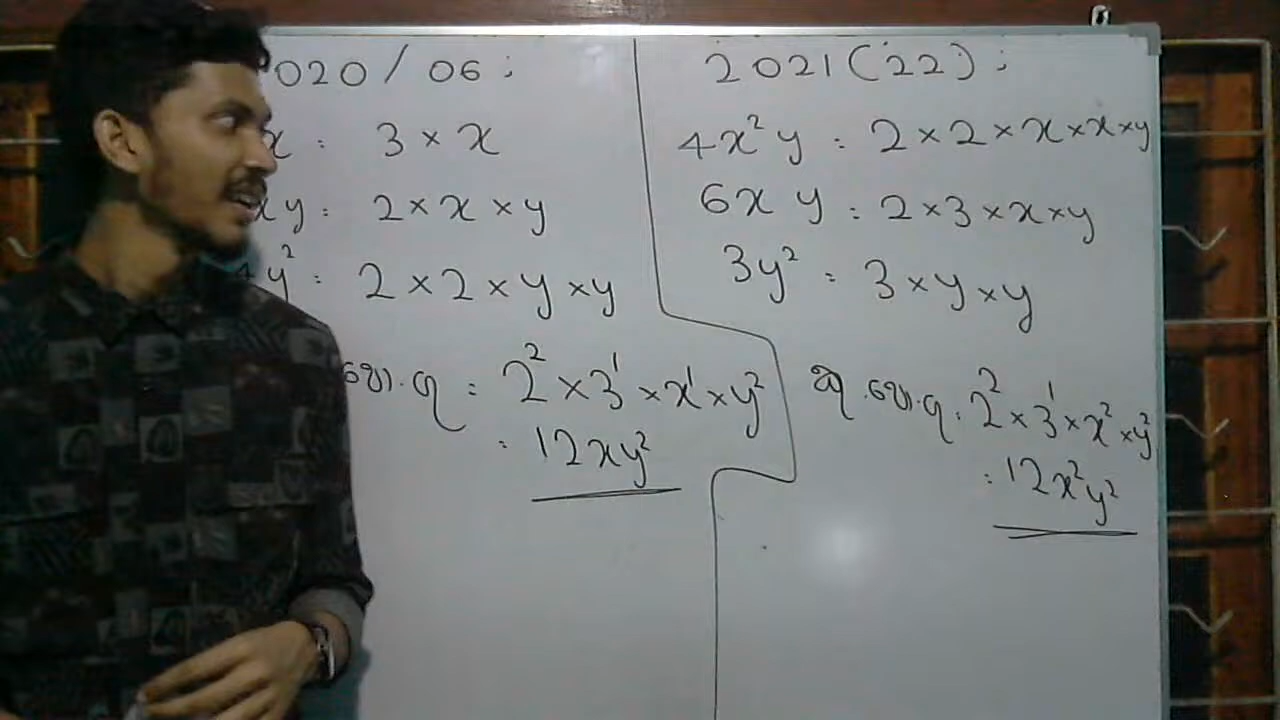 020 / 06 :
x : 3 × x
xy : 2 × x × y
4y² : 2 × 2 × y × y
පො.ගු : 2² × 3¹ × x¹ × y²
: 12xy²
2021 (22) :
4x²y : 2 × 2 × x × x × y
6xy : 2 × 3 × x × y
3y² : 3 × y × y
2² × 3¹ × x² × y²
: 12x²y²